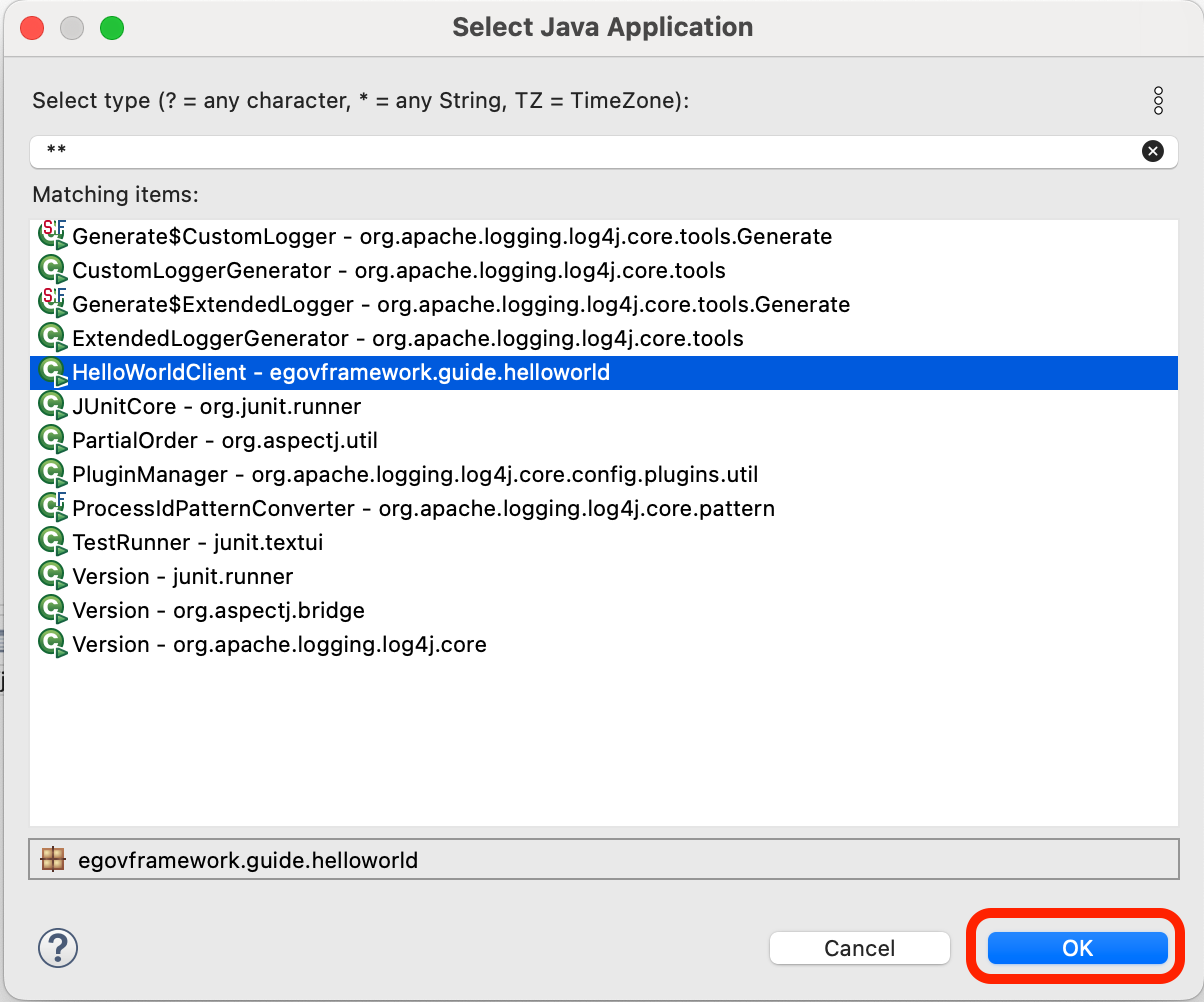 Select Java Application
Select type (? = any character, * = any String, TZ = TimeZone):
**
Matching items:
Generate$CustomLogger - org.apache.logging.log4j.core.tools.Generate
CustomLoggerGenerator - org.apache.logging.log4j.core.tools
Generate$ExtendedLogger - org.apache.logging.log4j.core.tools.Generate
ExtendedLoggerGenerator - org.apache.logging.log4j.core.tools
HelloWorldClient - egovframework.guide.helloworld
JUnitCore - org.junit.runner
PartialOrder - org.aspectj.util
PluginManager - org.apache.logging.log4j.core.config.plugins.util
ProcessIdPatternConverter - org.apache.logging.log4j.core.pattern
TestRunner - junit.textui
Version - junit.runner
Version - org.aspectj.bridge
Version - org.apache.logging.log4j.core
egovframework.guide.helloworld
? Cancel OK